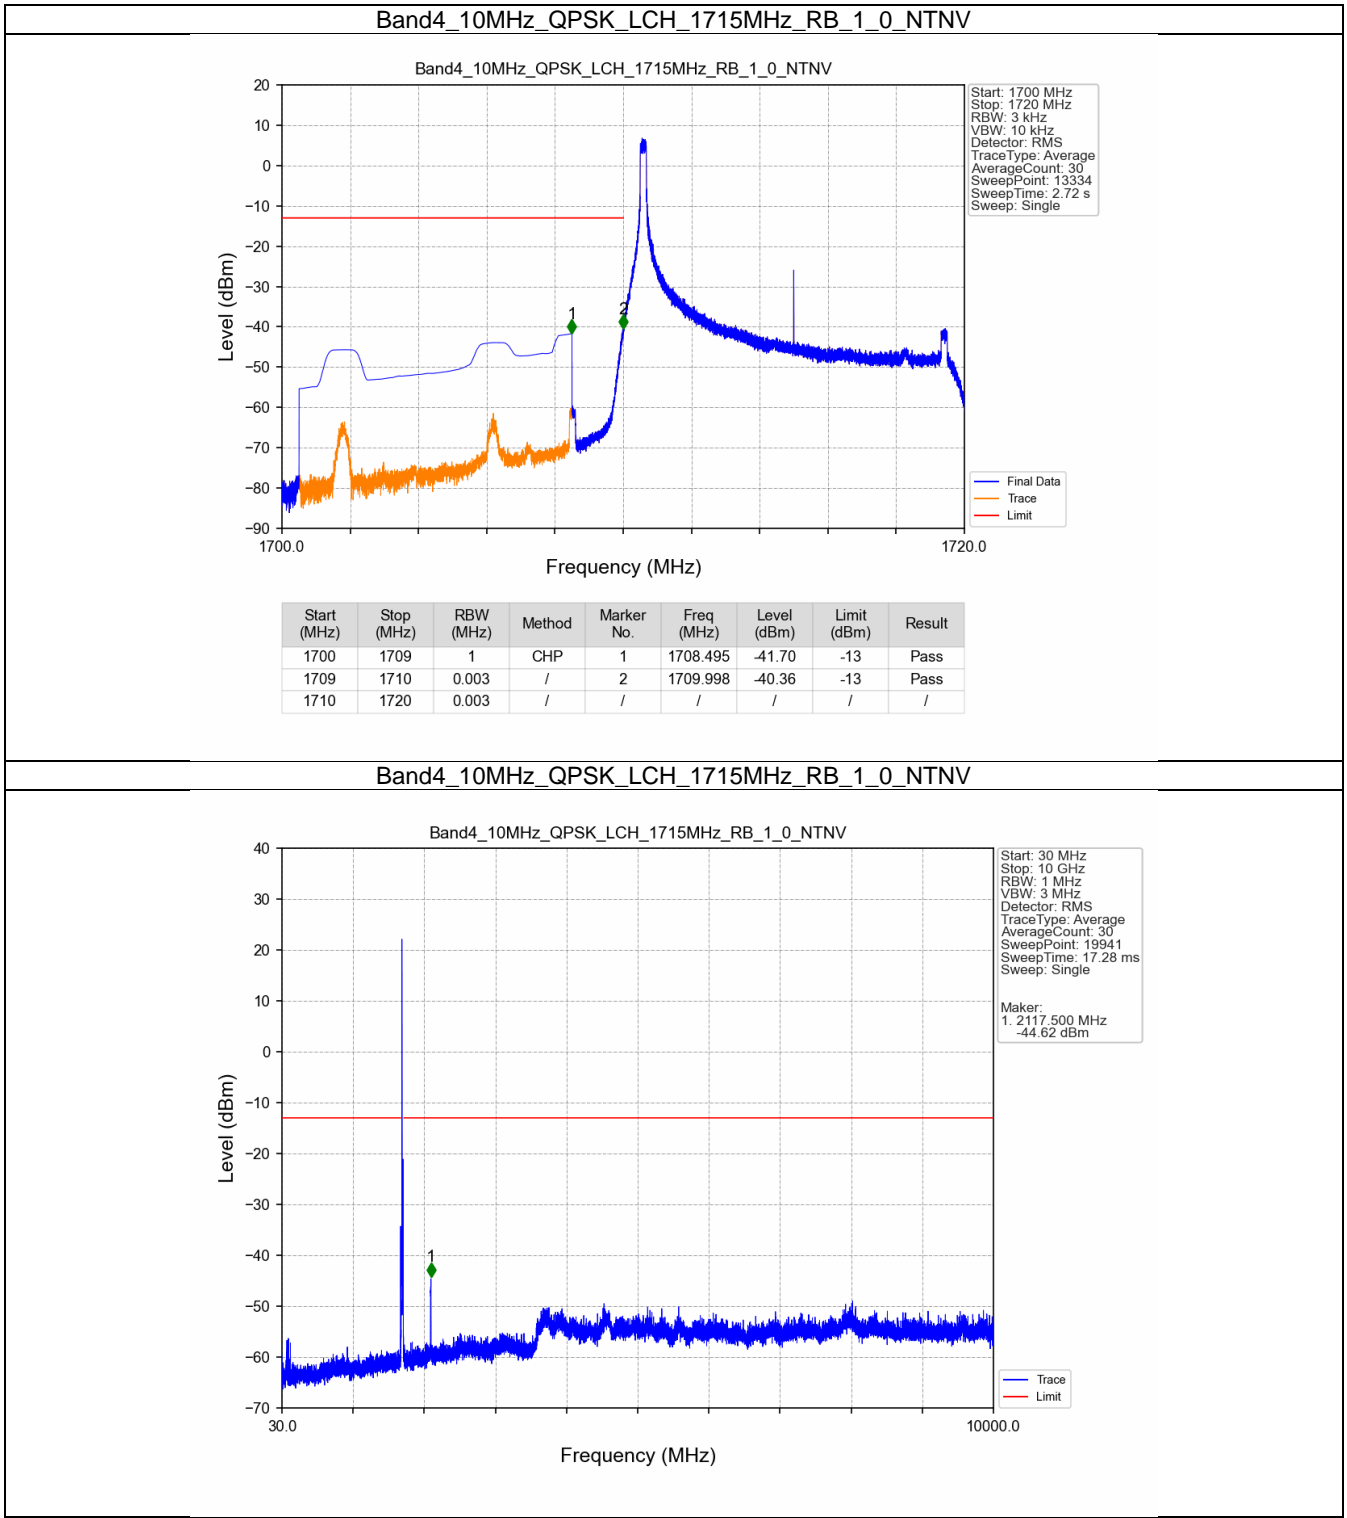 Band4_10MHz_QPSK_LCH_1715MHz_RB_1_0_NTNV
Band4_10MHz_QPSK_LCH_1715MHz_RB_1_0_NTNV
20
10
0
−10
−20
−30
−40
−50
−60
−70
−80
−90
Level (dBm)
1
2
1700.0
1720.0
Frequency (MHz)
Start: 1700 MHz
Stop: 1720 MHz
RBW: 3 kHz
VBW: 10 kHz
Detector: RMS
TraceType: Average
AverageCount: 30
SweepPoint: 13334
SweepTime: 2.72 s
Sweep: Single
Final Data
Trace
Limit
Start (MHz) Stop (MHz) RBW (MHz) Method Marker No. Freq (MHz) Level (dBm) Limit (dBm) Result
1700 1709 1 CHP 1 1708.495 -41.70 -13 Pass
1709 1710 0.003 / 2 1709.998 -40.36 -13 Pass
1710 1720 0.003 / / / / / /
Band4_10MHz_QPSK_LCH_1715MHz_RB_1_0_NTNV
Band4_10MHz_QPSK_LCH_1715MHz_RB_1_0_NTNV
40
30
20
10
0
−10
−20
−30
−40
−50
−60
−70
Level (dBm)
1
30.0
10000.0
Frequency (MHz)
Start: 30 MHz
Stop: 10 GHz
RBW: 1 MHz
VBW: 3 MHz
Detector: RMS
TraceType: Average
AverageCount: 30
SweepPoint: 19941
SweepTime: 17.28 ms
Sweep: Single
Maker:
1. 2117.500 MHz
-44.62 dBm
Trace
Limit